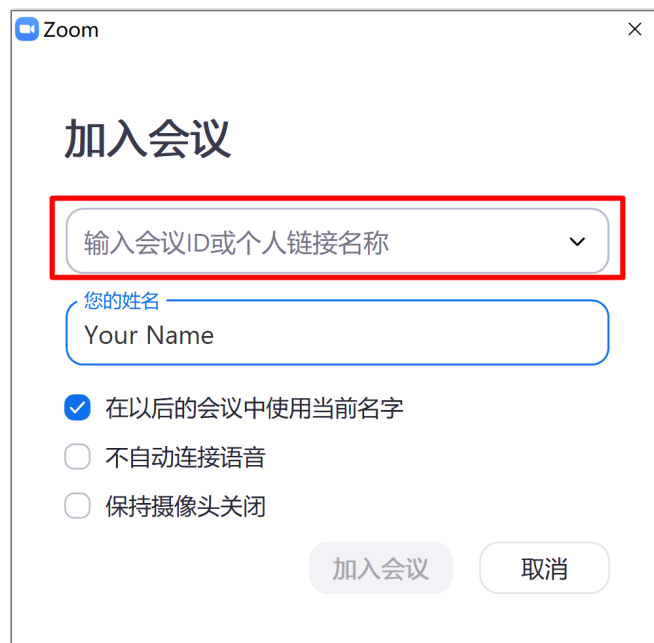 Zoom
加入会议
输入会议ID或个人链接名称
您的姓名
Your Name
在以后的会议中使用当前名字
不自动连接语音
保持摄像头关闭
加入会议
取消